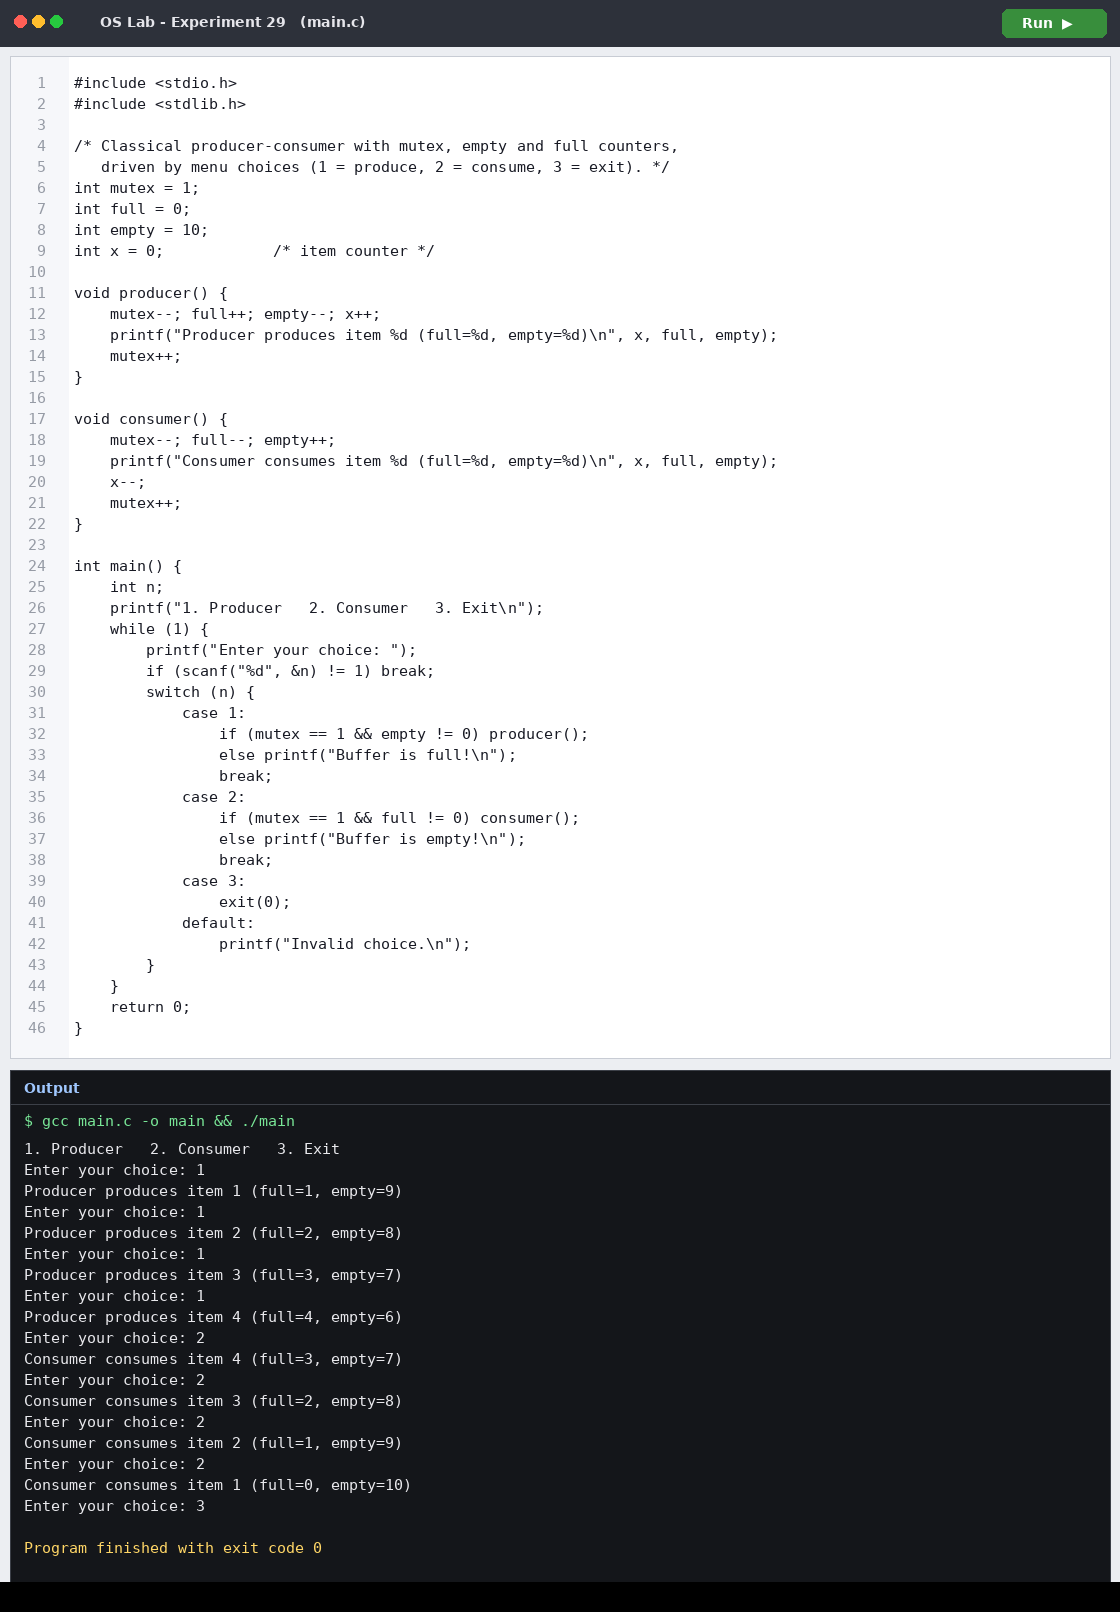 OS Lab - Experiment 29   (main.c)
Run ▶
1 #include <stdio.h>
2 #include <stdlib.h>
3
4 /* Classical producer-consumer with mutex, empty and full counters,
5    driven by menu choices (1 = produce, 2 = consume, 3 = exit). */
6 int mutex = 1;
7 int full = 0;
8 int empty = 10;
9 int x = 0;            /* item counter */
10
11 void producer() {
12     mutex--; full++; empty--; x++;
13     printf("Producer produces item %d (full=%d, empty=%d)\n", x, full, empty);
14     mutex++;
15 }
16
17 void consumer() {
18     mutex--; full--; empty++;
19     printf("Consumer consumes item %d (full=%d, empty=%d)\n", x, full, empty);
20     x--;
21     mutex++;
22 }
23
24 int main() {
25     int n;
26     printf("1. Producer   2. Consumer   3. Exit\n");
27     while (1) {
28         printf("Enter your choice: ");
29         if (scanf("%d", &n) != 1) break;
30         switch (n) {
31             case 1:
32                 if (mutex == 1 && empty != 0) producer();
33                 else printf("Buffer is full!\n");
34                 break;
35             case 2:
36                 if (mutex == 1 && full != 0) consumer();
37                 else printf("Buffer is empty!\n");
38                 break;
39             case 3:
40                 exit(0);
41             default:
42                 printf("Invalid choice.\n");
43         }
44     }
45     return 0;
46 }
Output
$ gcc main.c -o main && ./main
1. Producer   2. Consumer   3. Exit
Enter your choice: 1
Producer produces item 1 (full=1, empty=9)
Enter your choice: 1
Producer produces item 2 (full=2, empty=8)
Enter your choice: 1
Producer produces item 3 (full=3, empty=7)
Enter your choice: 1
Producer produces item 4 (full=4, empty=6)
Enter your choice: 2
Consumer consumes item 4 (full=3, empty=7)
Enter your choice: 2
Consumer consumes item 3 (full=2, empty=8)
Enter your choice: 2
Consumer consumes item 2 (full=1, empty=9)
Enter your choice: 2
Consumer consumes item 1 (full=0, empty=10)
Enter your choice: 3
Program finished with exit code 0